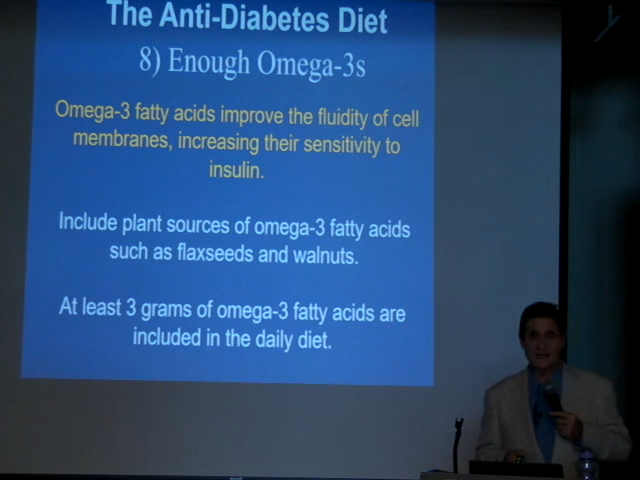 The Anti-Diabetes Diet
8) Enough Omega-3s
Omega-3 fatty acids improve the fluidity of cell
membranes, increasing their sensitivity to
insulin.
Include plant sources of omega-3 fatty acids
such as flaxseeds and walnuts.
At least 3 grams of omega-3 fatty acids are
included in the daily diet.